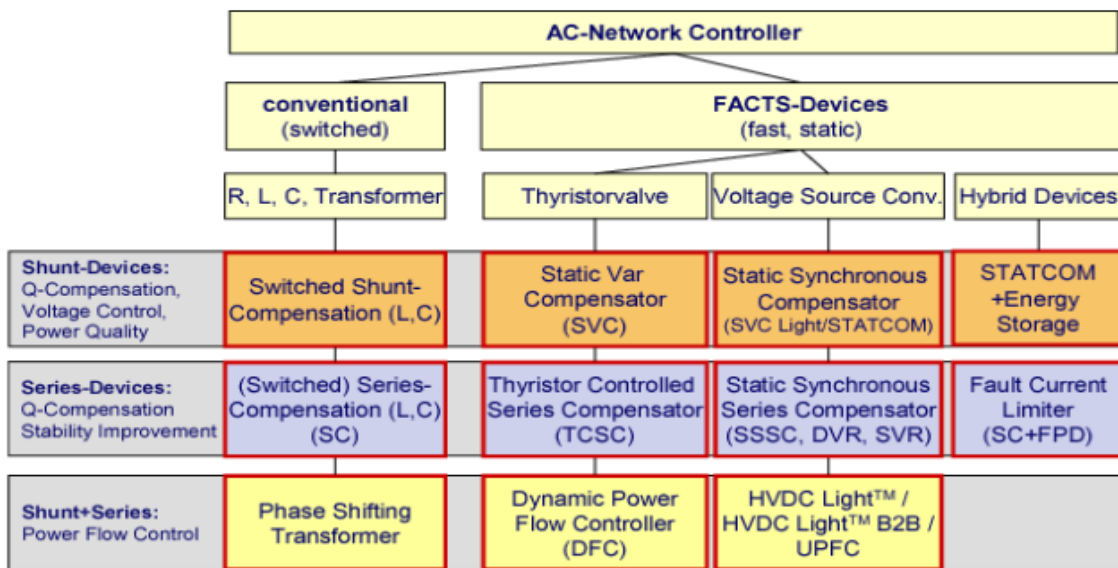 AC-Network Controller
conventional
(switched)
FACTS-Devices
(fast, static)
R, L, C, Transformer
Thyristorvalve
Voltage Source Conv.
Hybrid Devices
Shunt-Devices:
Q-Compensation,
Voltage Control,
Power Quality
Switched Shunt-
Compensation (L,C)
Static Var
Compensator
(SVC)
Static Synchronous
Compensator
(SVC Light/STATCOM)
STATCOM
+Energy
Storage
Series-Devices:
Q-Compensation
Stability Improvement
(Switched) Series-
Compensation (L,C)
(SC)
Thyristor Controlled
Series Compensator
(TCSC)
Static Synchronous
Series Compensator
(SSSC, DVR, SVR)
Fault Current
Limiter
(SC+FPD)
Shunt+Series:
Power Flow Control
Phase Shifting
Transformer
Dynamic Power
Flow Controller
(DFC)
HVDC Light™ /
HVDC Light™ B2B /
UPFC